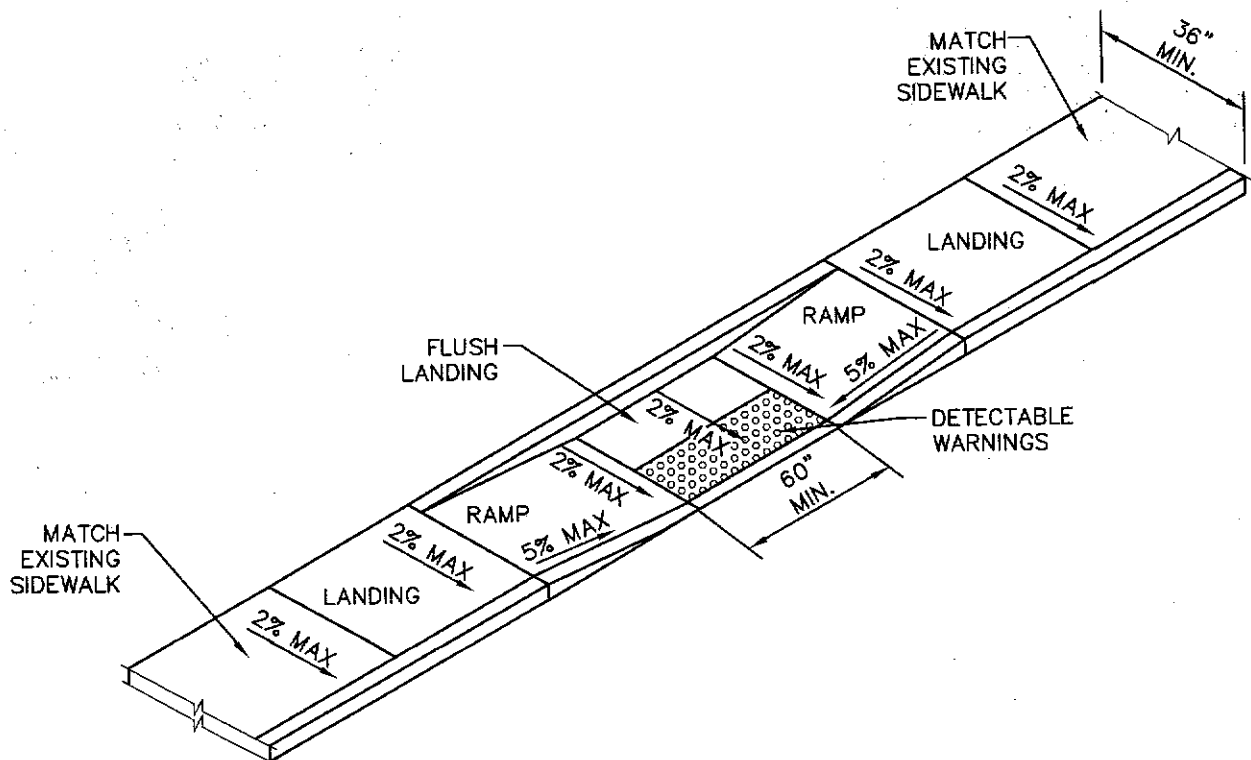 36"
MIN.
MATCH
EXISTING
SIDEWALK
2% MAX
LANDING
2% MAX
RAMP
2% MAX
5% MAX
FLUSH
LANDING
2% MAX
DETECTABLE
WARNINGS
60"
MIN.
2% MAX
RAMP
5% MAX
2% MAX
MATCH
EXISTING
SIDEWALK
LANDING
2% MAX